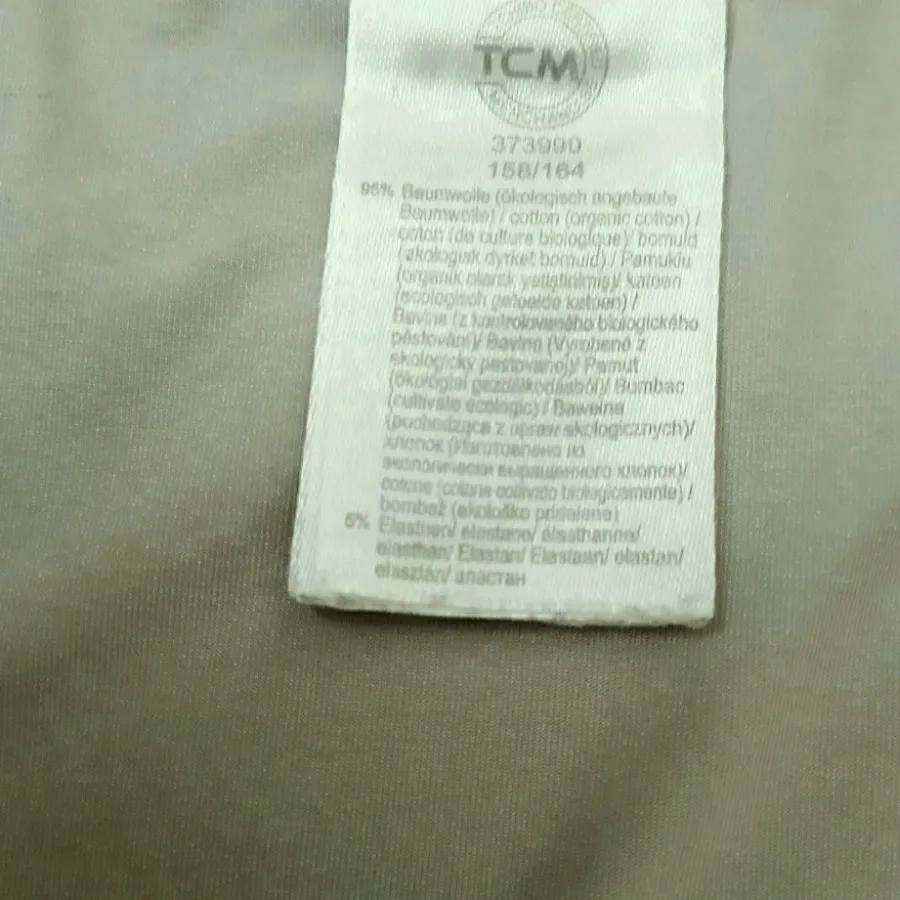 TCM
373990
158/164
95% Baumwolle (ökologisch angebaute
Baumwolle) / cotton (organic cotton) /
coton (de culture biologique)/ bomuld
(økologisk dyrket bomuld) / Pamuklu
(organik olarak yetiştirilmiş)/ katoen
(ecologisch geteelde katoen) /
Bavlna (z kontrolovaného biologického
pěstování)/ Bavlna (Vyrobené z
ekologicky pestovanej)/ Pamut
(ökológiai gazdálkodásból)/ Bumbac
(cultivate ecologic) / Bawełna
(pochodząca z upraw ekologicznych)/
хлопок (Изготовлено из
экологически выращенного хлопок)/
cotone (cotone coltivato biologicamente) /
bombaž (ekološko pridelane)
5% Elasthan/ elastane/ élasthanne/
elasthan/ Elastan/ Elastaan/ elastan/
elasztán/ эластан